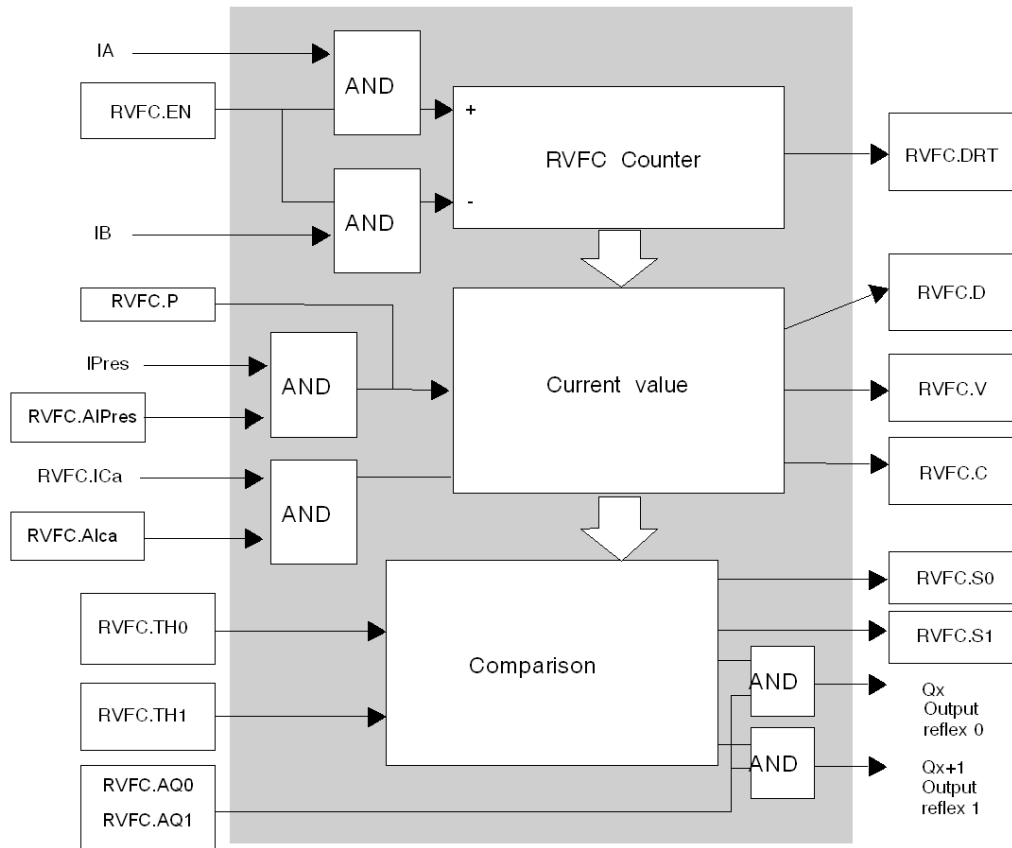 IA
RVFC.EN
AND
+
RVFC Counter
RVFC.DRT
AND
-
IB
RVFC.P
RVFC.D
IPres
AND
Current value
RVFC.V
RVFC.AIPres
RVFC.ICa
RVFC.C
AND
RVFC.AIca
RVFC.S0
RVFC.TH0
RVFC.S1
Comparison
AND
Qx
Output
reflex 0
RVFC.TH1
AND
Qx+1
Output
reflex 1
RVFC.AQ0
RVFC.AQ1